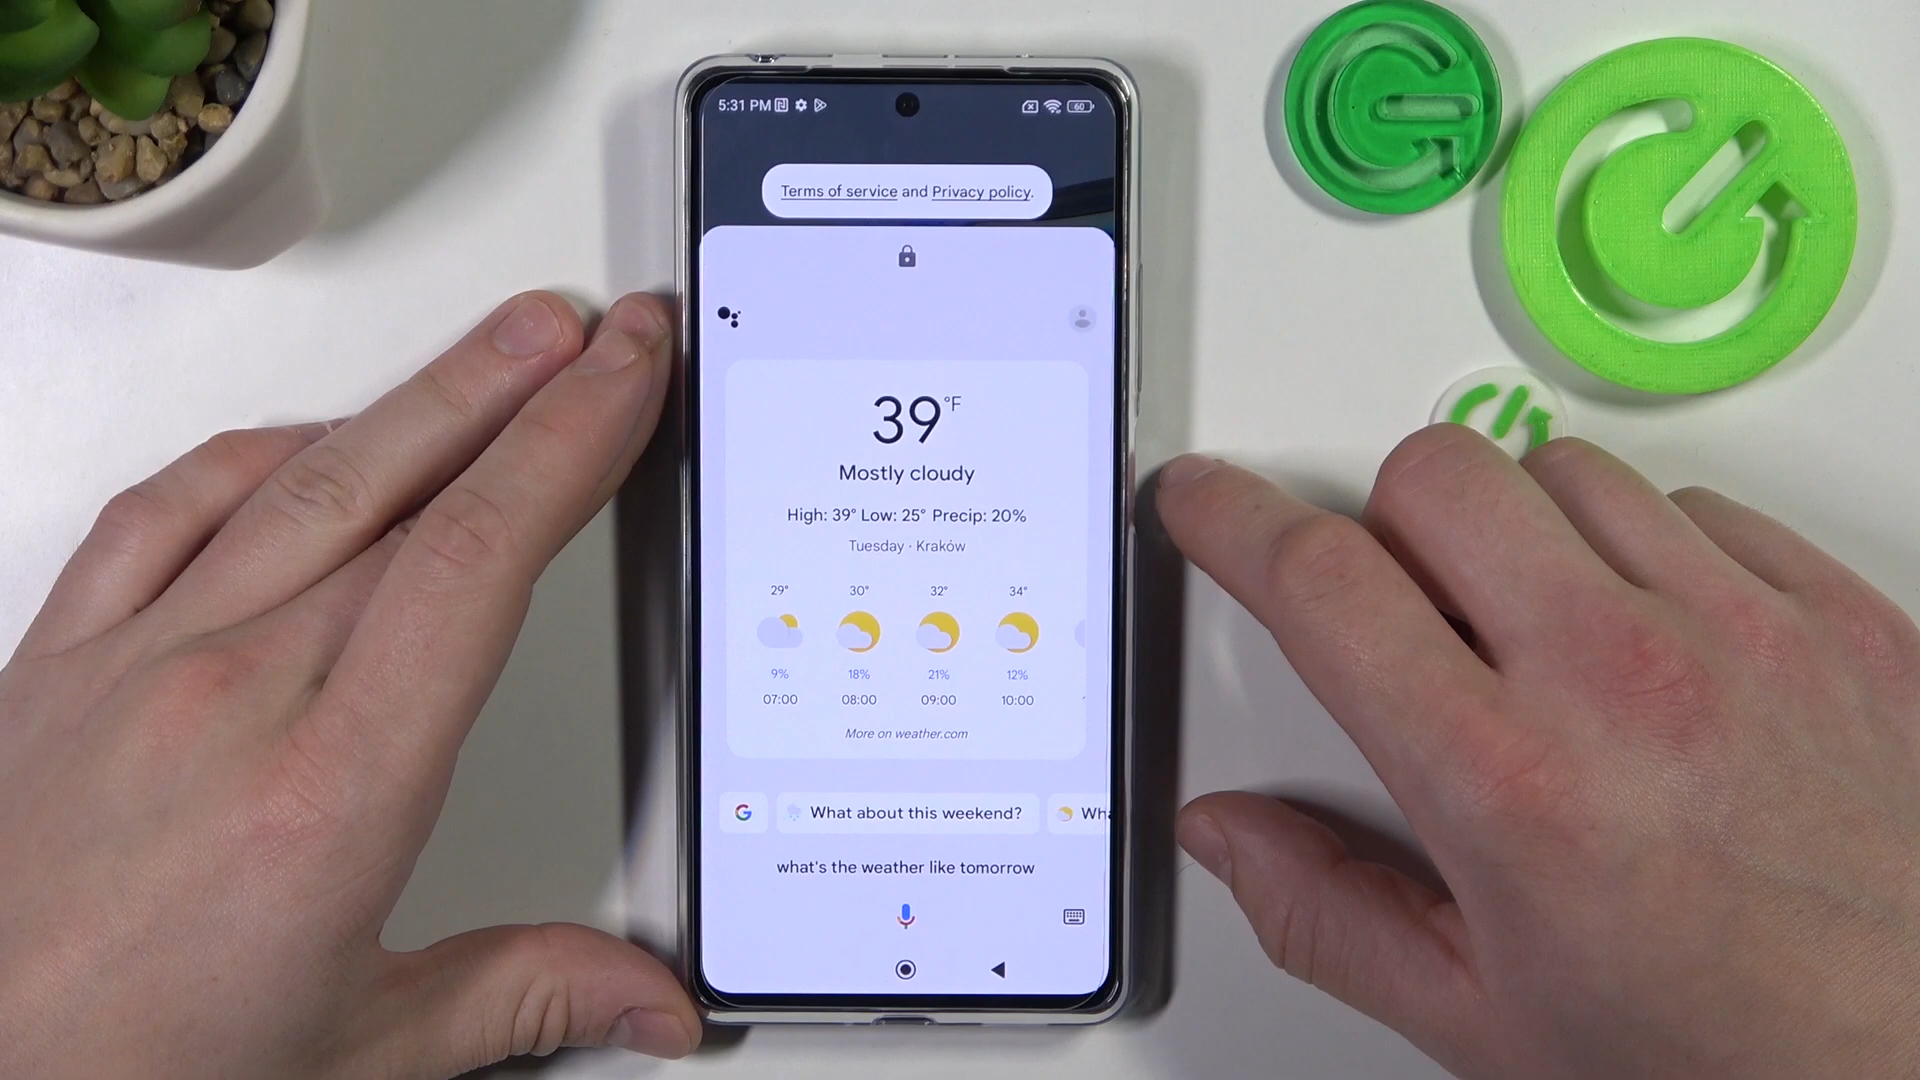 5:31 PM
60
Terms of service and Privacy policy.
39°F
Mostly cloudy
High: 39° Low: 25° Precip: 20%
Tuesday · Kraków
29° 30° 32° 34°
9% 18% 21% 12%
07:00 08:00 09:00 10:00
More on weather.com
G What about this weekend?
what's the weather like tomorrow